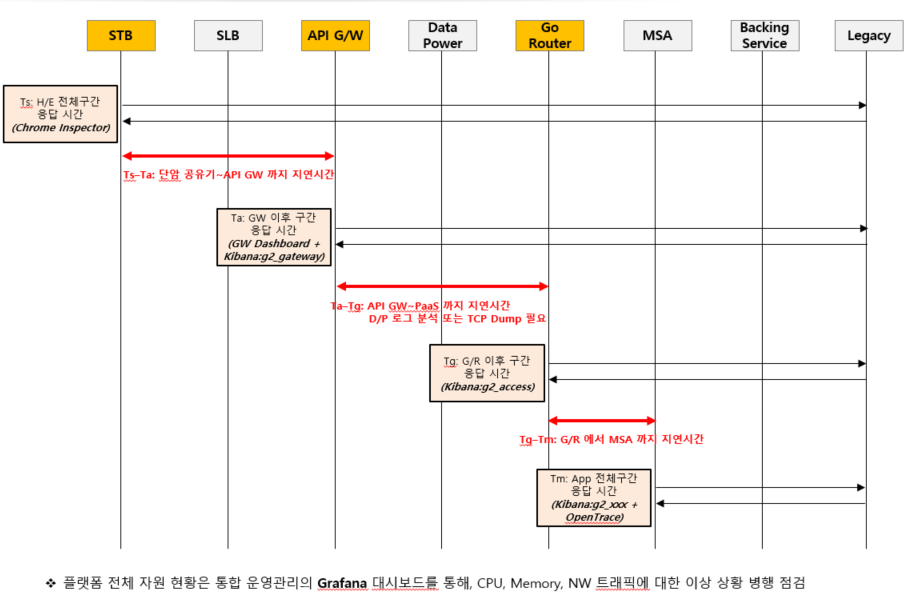 STB
SLB
API G/W
Data
Power
Go
Router
MSA
Backing
Service
Legacy
Ts: H/E 전체구간
응답 시간
(Chrome Inspector)
Ts–Ta: 단암 공유기~API GW 까지 지연시간
Ta: GW 이후 구간
응답 시간
(GW Dashboard +
Kibana:g2_gateway)
Ta–Tg: API GW~PaaS 까지 지연시간
D/P 로그 분석 또는 TCP Dump 필요
Tg: G/R 이후 구간
응답 시간
(Kibana:g2_access)
Tg–Tm: G/R 에서 MSA 까지 지연시간
Tm: App 전체구간
응답 시간
(Kibana:g2_xxx +
OpenTrace)
❖ 플랫폼 전체 자원 현황은 통합 운영관리의 Grafana 대시보드를 통해, CPU, Memory, NW 트래픽에 대한 이상 상황 병행 점검